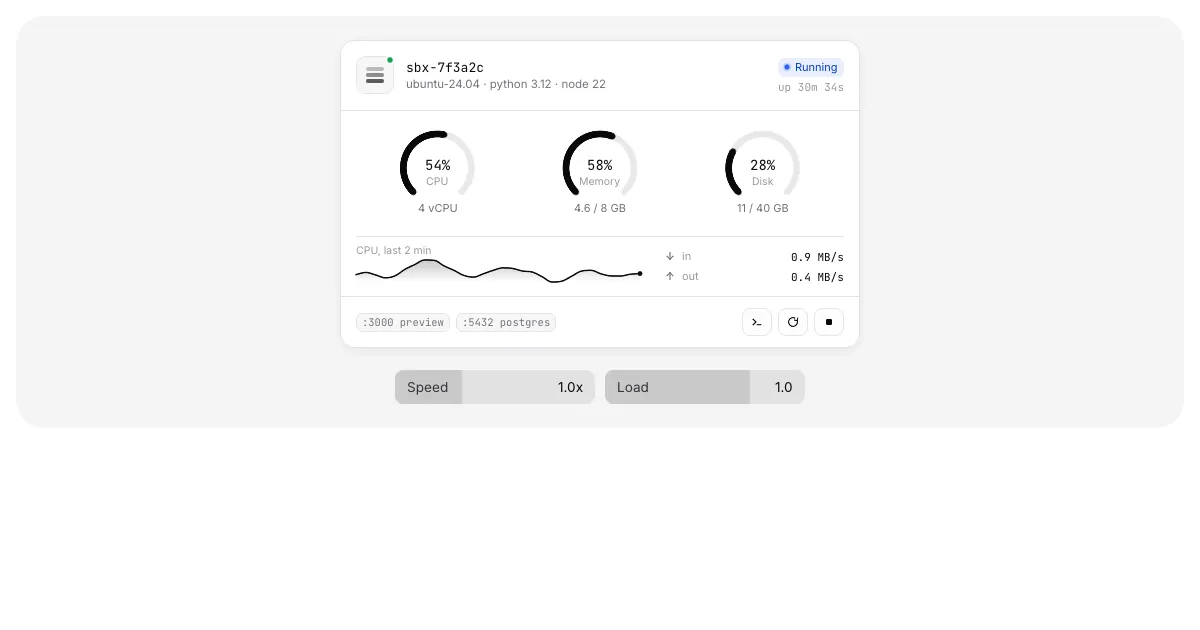 sbx-7f3a2c
ubuntu-24.04 · python 3.12 · node 22
Running
up 30m 34s
54%
CPU
4 vCPU
58%
Memory
4.6 / 8 GB
28%
Disk
11 / 40 GB
CPU, last 2 min
in 0.9 MB/s
out 0.4 MB/s
:3000 preview
:5432 postgres
Speed 1.0x
Load 1.0